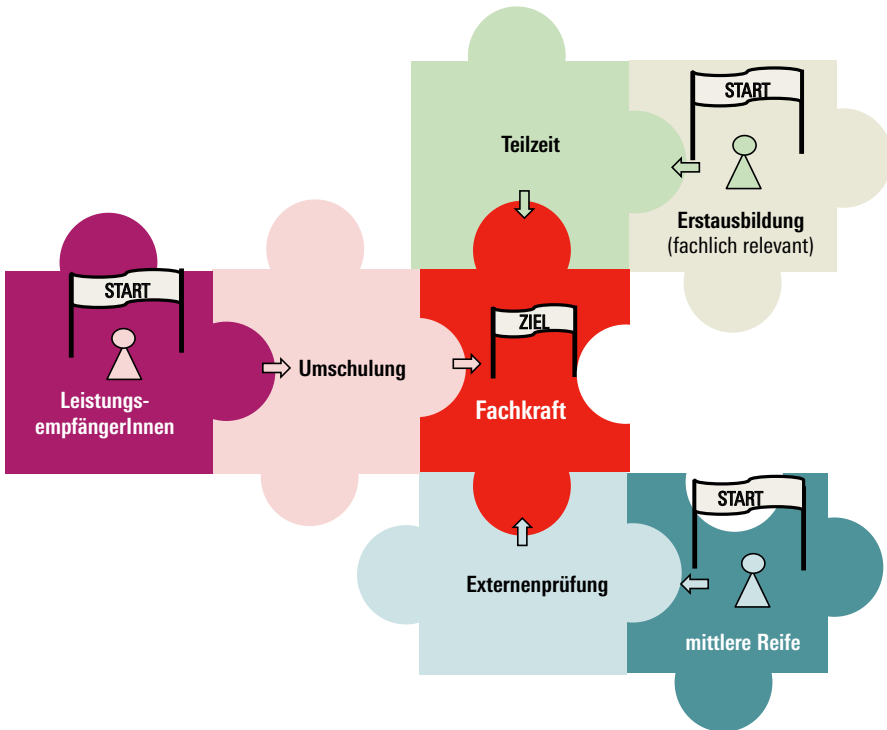 START
Teilzeit
Erstausbildung
(fachlich relevant)
START
Leistungs-
empfängerInnen
Umschulung
ZIEL
Fachkraft
START
Externenprüfung
mittlere Reife